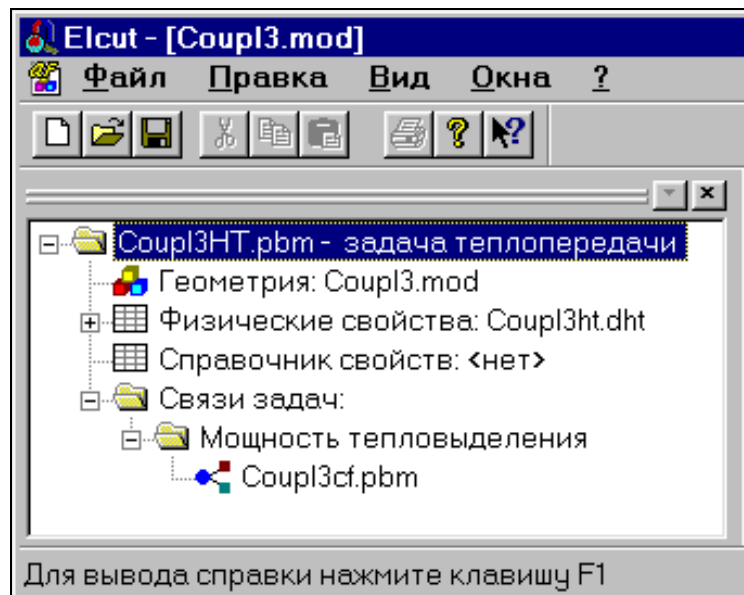 Elcut - [Coupl3.mod]
Файл Правка Вид Окна ?
Coupl3HT.pbm - задача теплопередачи
Геометрия: Coupl3.mod
Физические свойства: Coupl3ht.dht
Справочник свойств: <нет>
Связи задач:
Мощность тепловыделения
Coupl3cf.pbm
Для вывода справки нажмите клавишу F1